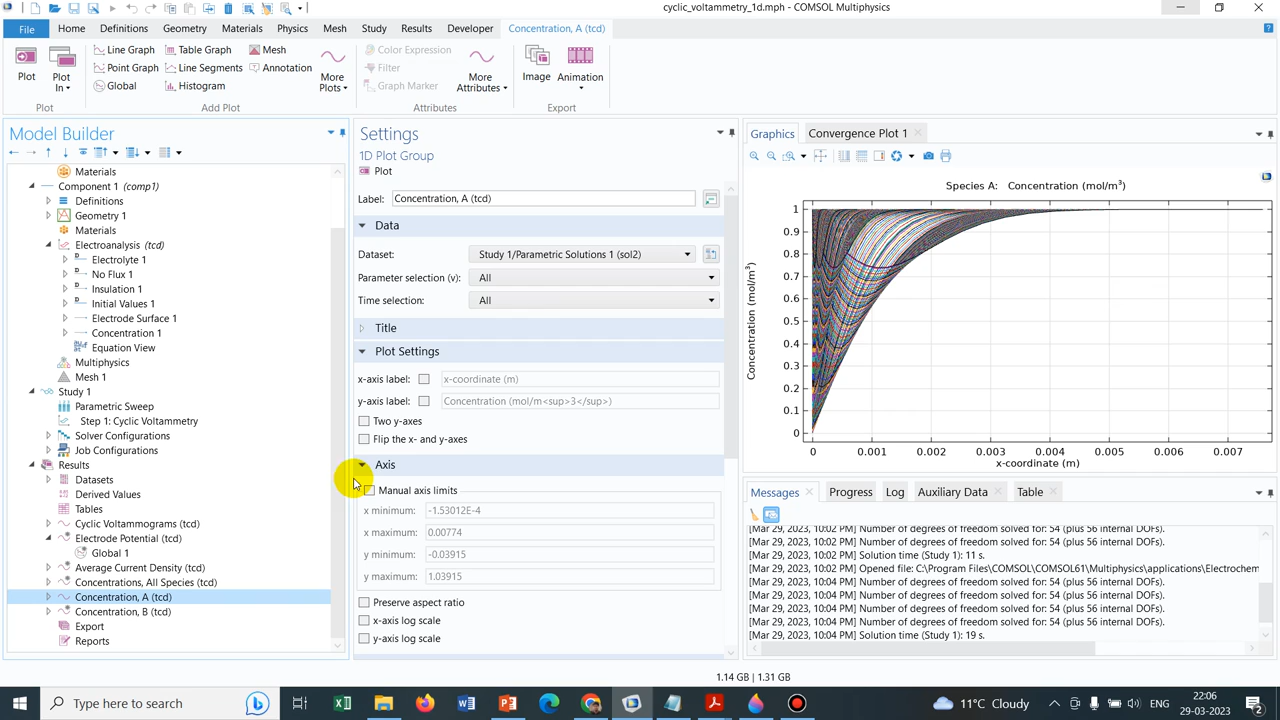 cyclic_voltammetry_1d.mph - COMSOL Multiphysics
File Home Definitions Geometry Materials Physics Mesh Study Results Developer Concentration, A (tcd)
Line Graph Table Graph Mesh Color Expression
Point Graph Line Segments Annotation Filter
Plot Plot In More Plots More Attributes Image Animation
Global Histogram Graph Marker
Plot Add Plot Attributes Export
Model Builder
Materials
Component 1 (comp1)
Definitions
Geometry 1
Materials
Electroanalysis (tcd)
Electrolyte 1
No Flux 1
Insulation 1
Initial Values 1
Electrode Surface 1
Concentration 1
Equation View
Multiphysics
Mesh 1
Study 1
Parametric Sweep
Step 1: Cyclic Voltammetry
Solver Configurations
Job Configurations
Results
Datasets
Derived Values
Tables
Cyclic Voltammograms (tcd)
Electrode Potential (tcd)
Global 1
Average Current Density (tcd)
Concentrations, All Species (tcd)
Concentration, A (tcd)
Concentration, B (tcd)
Export
Reports
Settings
1D Plot Group
Plot
Label: Concentration, A (tcd)
Data
Dataset: Study 1/Parametric Solutions 1 (sol2)
Parameter selection (v): All
Time selection: All
Title
Plot Settings
x-axis label: x-coordinate (m)
y-axis label: Concentration (mol/m<sup>3</sup>)
Two y-axes
Flip the x- and y-axes
Axis
Manual axis limits
x minimum: -1.53012E-4
x maximum: 0.00774
y minimum: -0.03915
y maximum: 1.03915
Preserve aspect ratio
x-axis log scale
y-axis log scale
Graphics Convergence Plot 1
Species A: Concentration (mol/m³)
1
0.9
0.8
0.7
0.6
0.5
0.4
0.3
0.2
0.1
0
Concentration (mol/m³)
0 0.001 0.002 0.003 0.004 0.005 0.006 0.007
x-coordinate (m)
Messages Progress Log Auxiliary Data Table
[Mar 29, 2023, 10:02 PM] Number of degrees of freedom solved for: 54 (plus 56 internal DOFs).
[Mar 29, 2023, 10:02 PM] Number of degrees of freedom solved for: 54 (plus 56 internal DOFs).
[Mar 29, 2023, 10:02 PM] Solution time (Study 1): 11 s.
[Mar 29, 2023, 10:02 PM] Opened file: C:\Program Files\COMSOL\COMSOL61\Multiphysics\applications\Electrochem
[Mar 29, 2023, 10:04 PM] Number of degrees of freedom solved for: 54 (plus 56 internal DOFs).
[Mar 29, 2023, 10:04 PM] Number of degrees of freedom solved for: 54 (plus 56 internal DOFs).
[Mar 29, 2023, 10:04 PM] Number of degrees of freedom solved for: 54 (plus 56 internal DOFs).
[Mar 29, 2023, 10:04 PM] Solution time (Study 1): 19 s.
1.14 GB | 1.31 GB
Type here to search
11°C Cloudy
ENG
22:06
29-03-2023